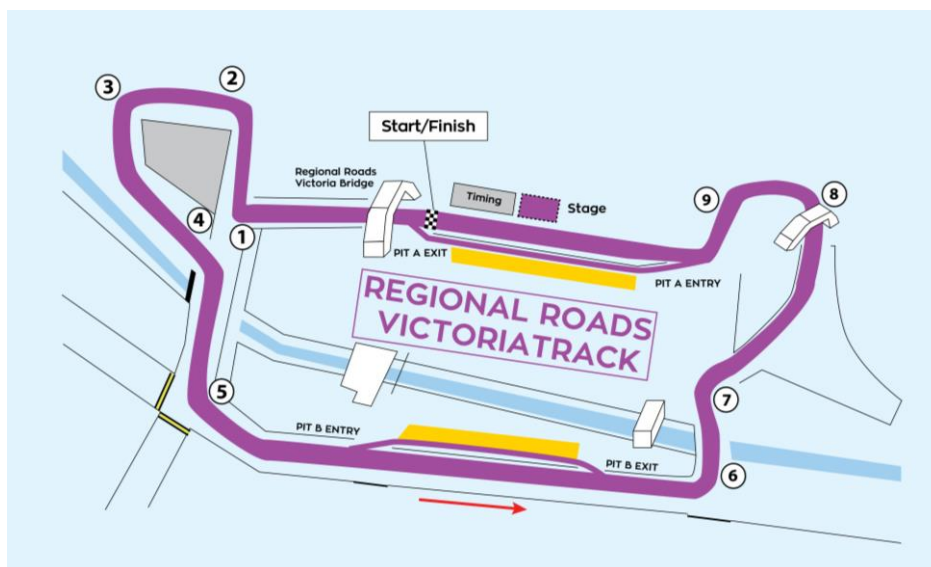 2
3
Start/Finish
8
Regional Roads
Victoria Bridge
Timing
Stage
9
4
1
PIT A EXIT
PIT A ENTRY
REGIONAL ROADS
VICTORIATRACK
5
7
PIT B ENTRY
PIT B EXIT
6